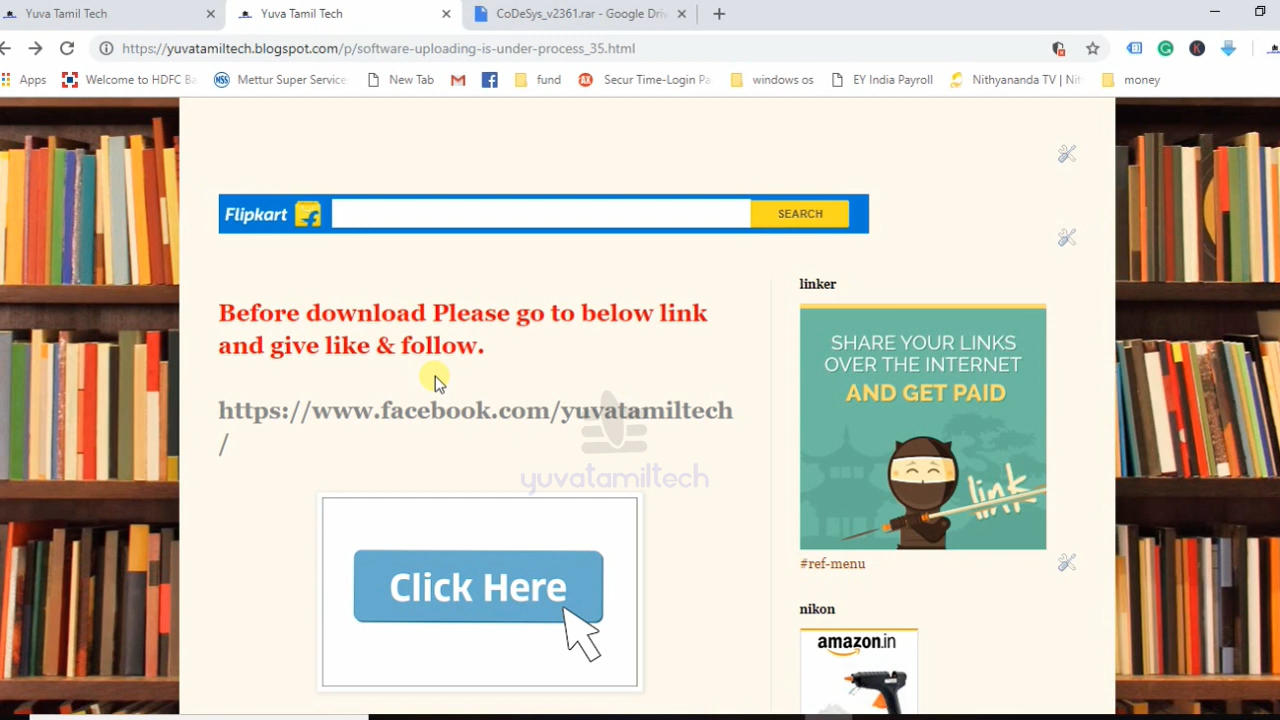 Yuva Tamil Tech
Yuva Tamil Tech
CoDeSys_v2361.rar - Google Driv
https://yuvatamiltech.blogspot.com/p/software-uploading-is-under-process_35.html
Apps
Welcome to HDFC Ba
Mettur Super Service
New Tab
fund
Secur Time-Login Pa
windows os
EY India Payroll
Nithyananda TV | Nit
money
Flipkart
SEARCH
Before download Please go to below link
and give like & follow.
https://www.facebook.com/yuvatamiltech
/
yuvatamiltech
Click Here
linker
SHARE YOUR LINKS
OVER THE INTERNET
AND GET PAID
link
#ref-menu
nikon
amazon.in